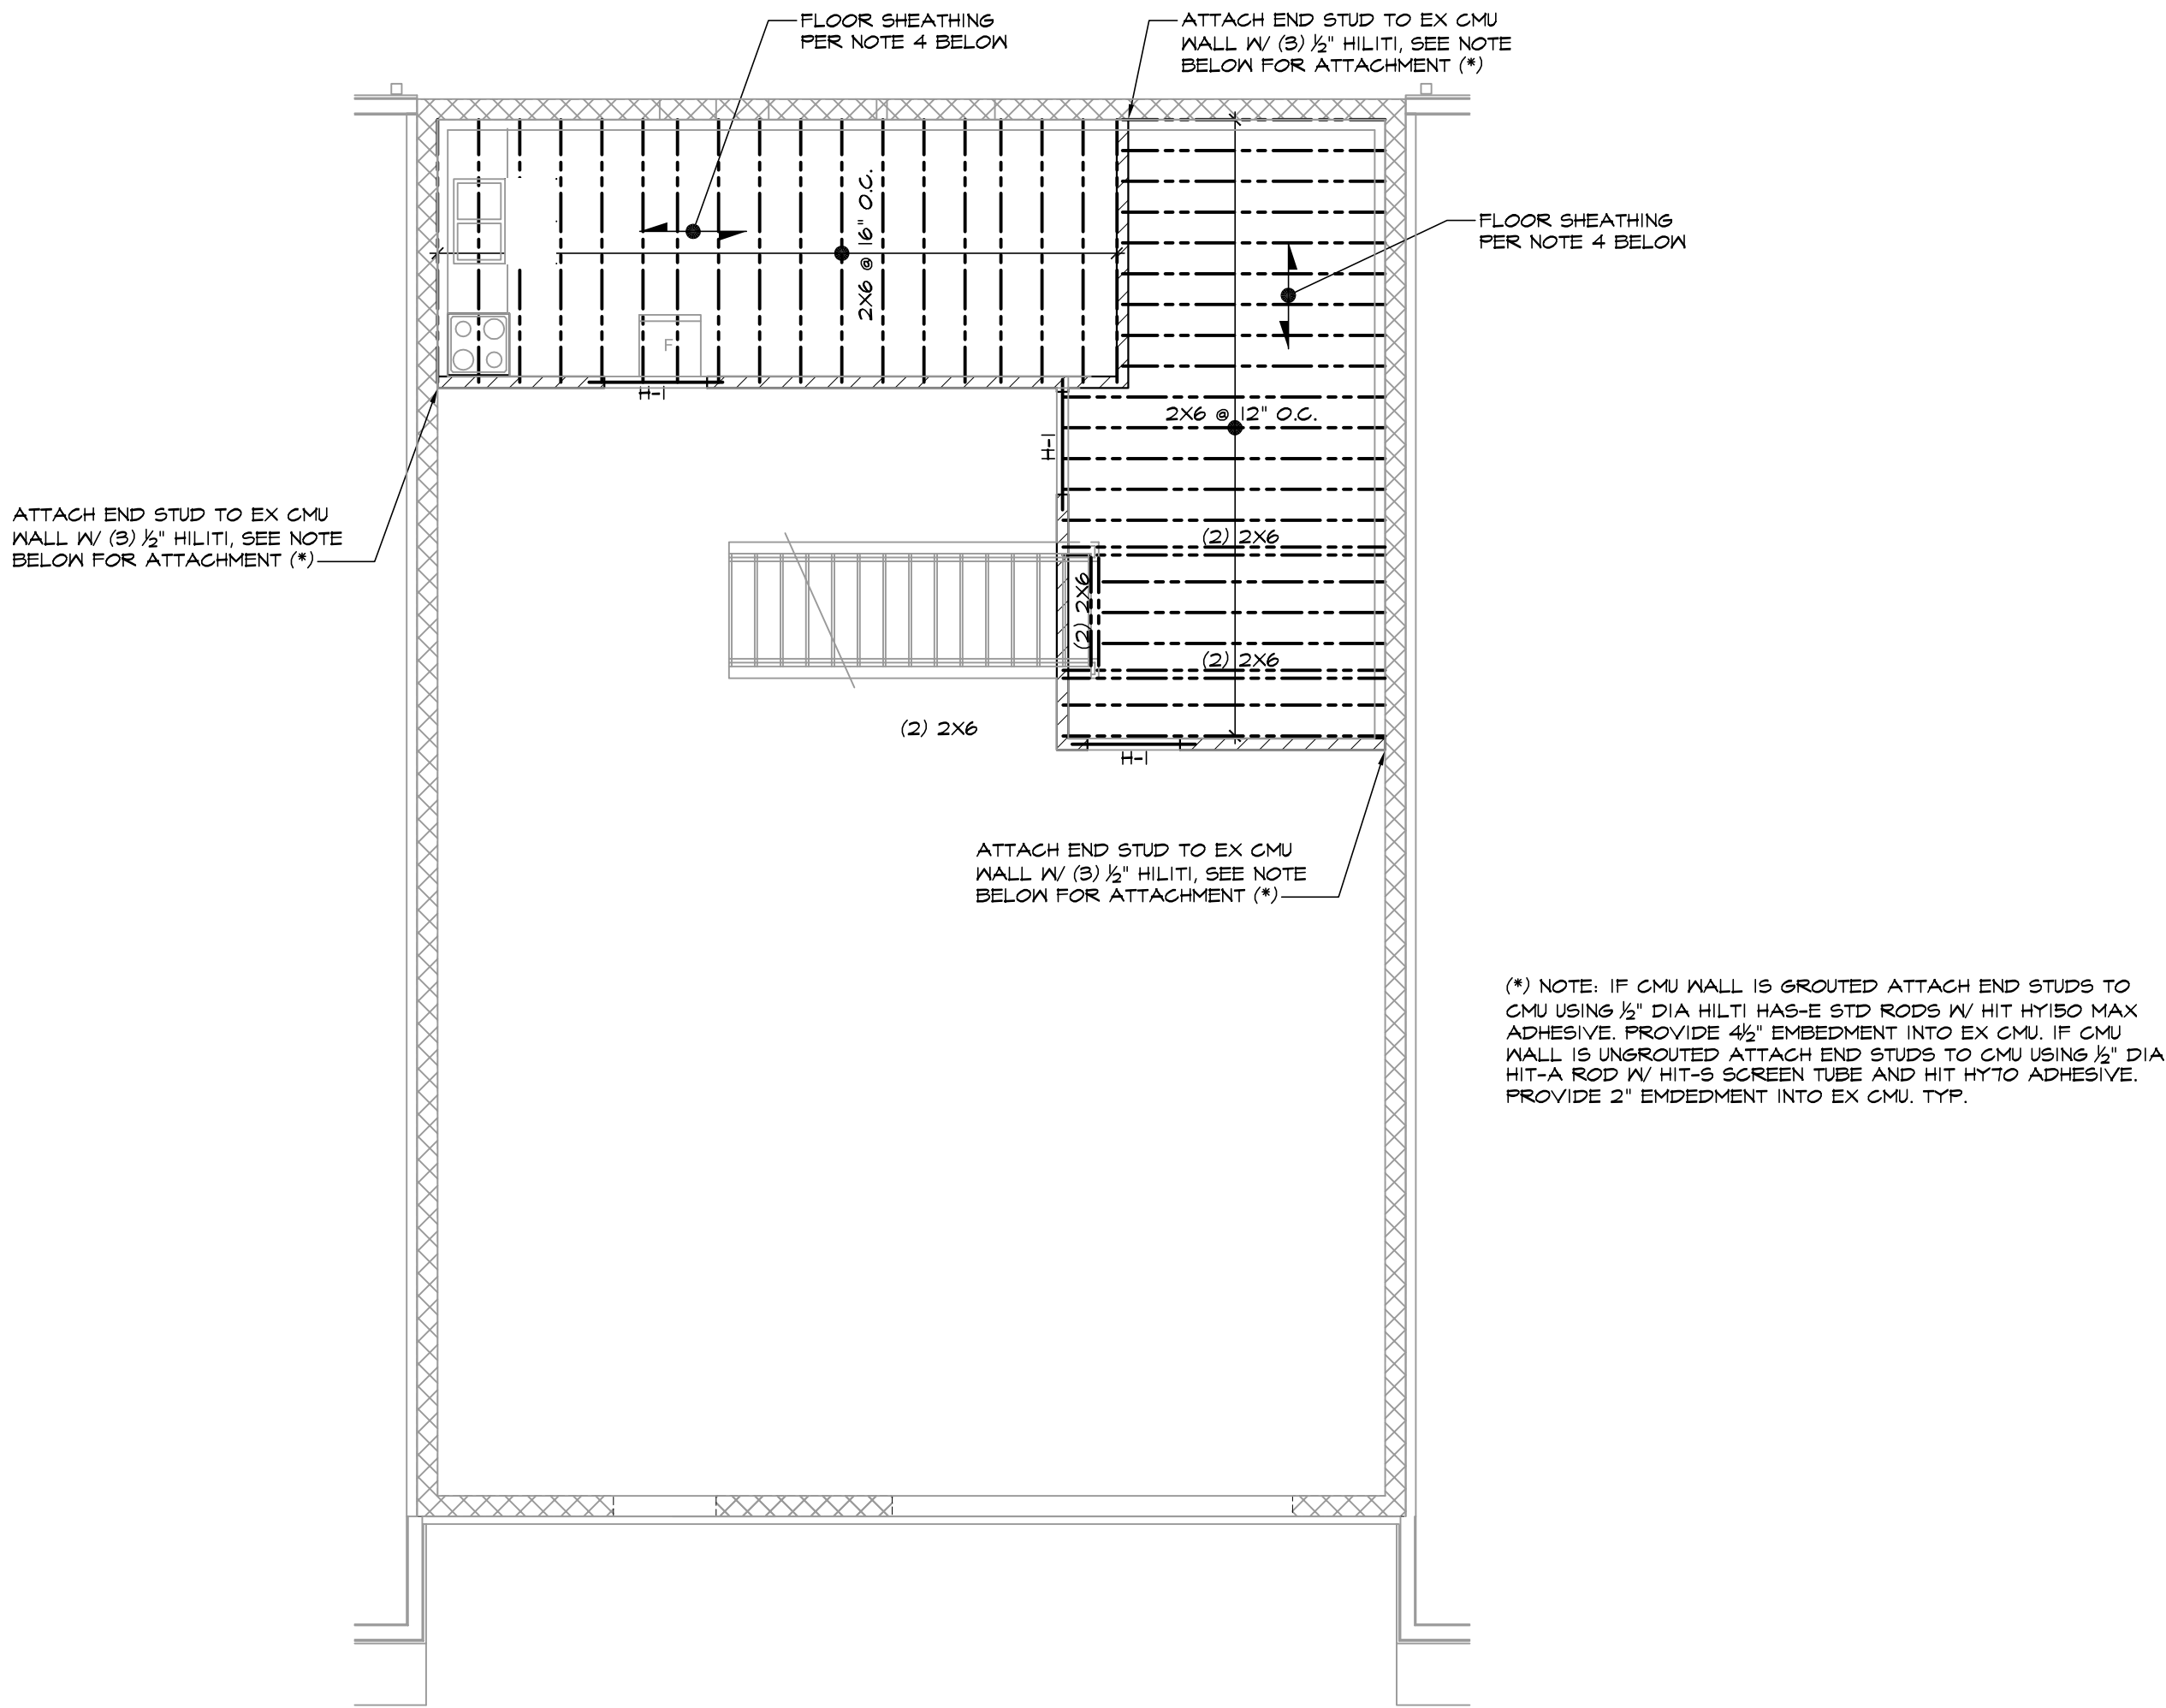 FLOOR SHEATHING
PER NOTE 4 BELOW
ATTACH END STUD TO EX CMU
WALL W/ (3) ½" HILITI, SEE NOTE
BELOW FOR ATTACHMENT (*)
2X6 @ 16" O.C.
FLOOR SHEATHING
PER NOTE 4 BELOW
F
H-1
2X6 @ 12" O.C.
H-1
ATTACH END STUD TO EX CMU
WALL W/ (3) ½" HILITI, SEE NOTE
BELOW FOR ATTACHMENT (*)
(2) 2X6
(2) 2X6
(2) 2X6
(2) 2X6
H-1
ATTACH END STUD TO EX CMU
WALL W/ (3) ½" HILITI, SEE NOTE
BELOW FOR ATTACHMENT (*)
(*) NOTE: IF CMU WALL IS GROUTED ATTACH END STUDS TO
CMU USING ½" DIA HILTI HAS-E STD RODS W/ HIT HY150 MAX
ADHESIVE. PROVIDE 4½" EMBEDMENT INTO EX CMU. IF CMU
WALL IS UNGROUTED ATTACH END STUDS TO CMU USING ½" DIA
HIT-A ROD W/ HIT-S SCREEN TUBE AND HIT HY70 ADHESIVE.
PROVIDE 2" EMDEDMENT INTO EX CMU. TYP.